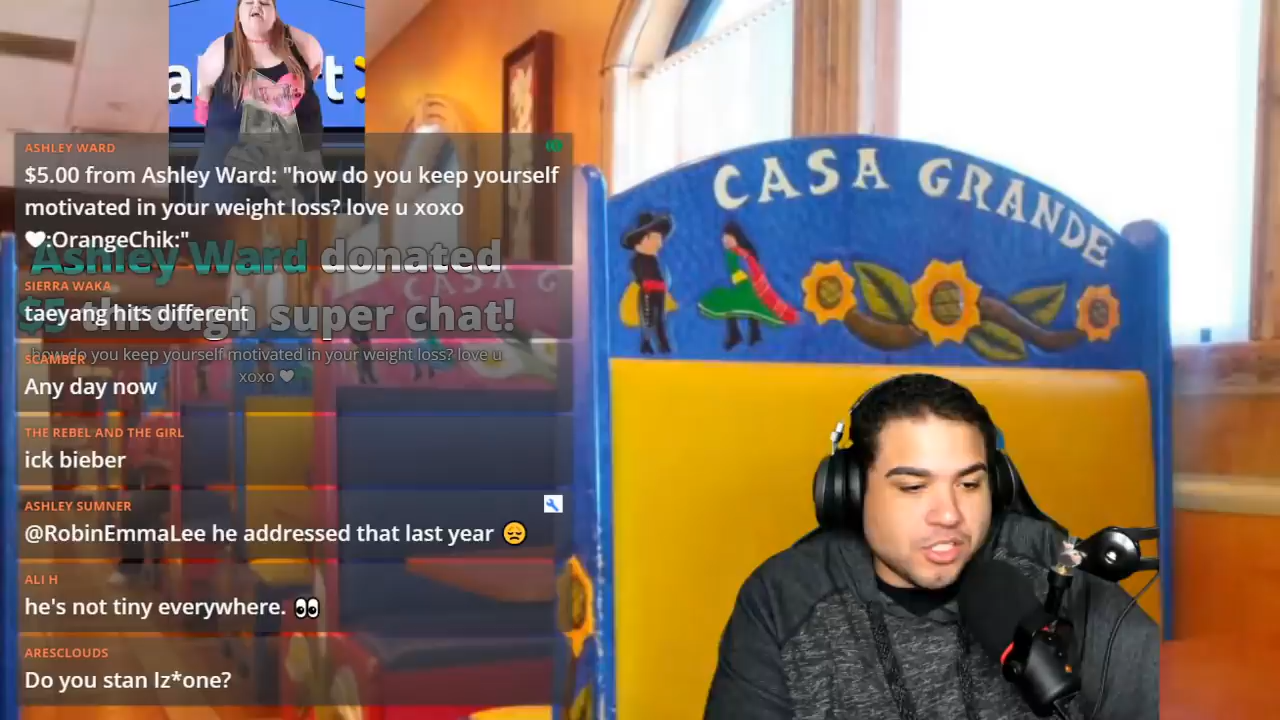 a
rt
CASA GRANDE
ASHLEY WARD
$5.00 from Ashley Ward: "how do you keep yourself
motivated in your weight loss? love u xoxo
🤍:OrangeChik:"
Ashley Ward donated
$5 through super chat!
how do you keep yourself motivated in your weight loss? love u
xoxo 🤍
CASA G
SIERRA WAKA
taeyang hits different
SCAMBER
Any day now
THE REBEL AND THE GIRL
ick bieber
ASHLEY SUMNER
@RobinEmmaLee he addressed that last year 😞
ALI H
he's not tiny everywhere. 👀
ARESCLOUDS
Do you stan Iz*one?